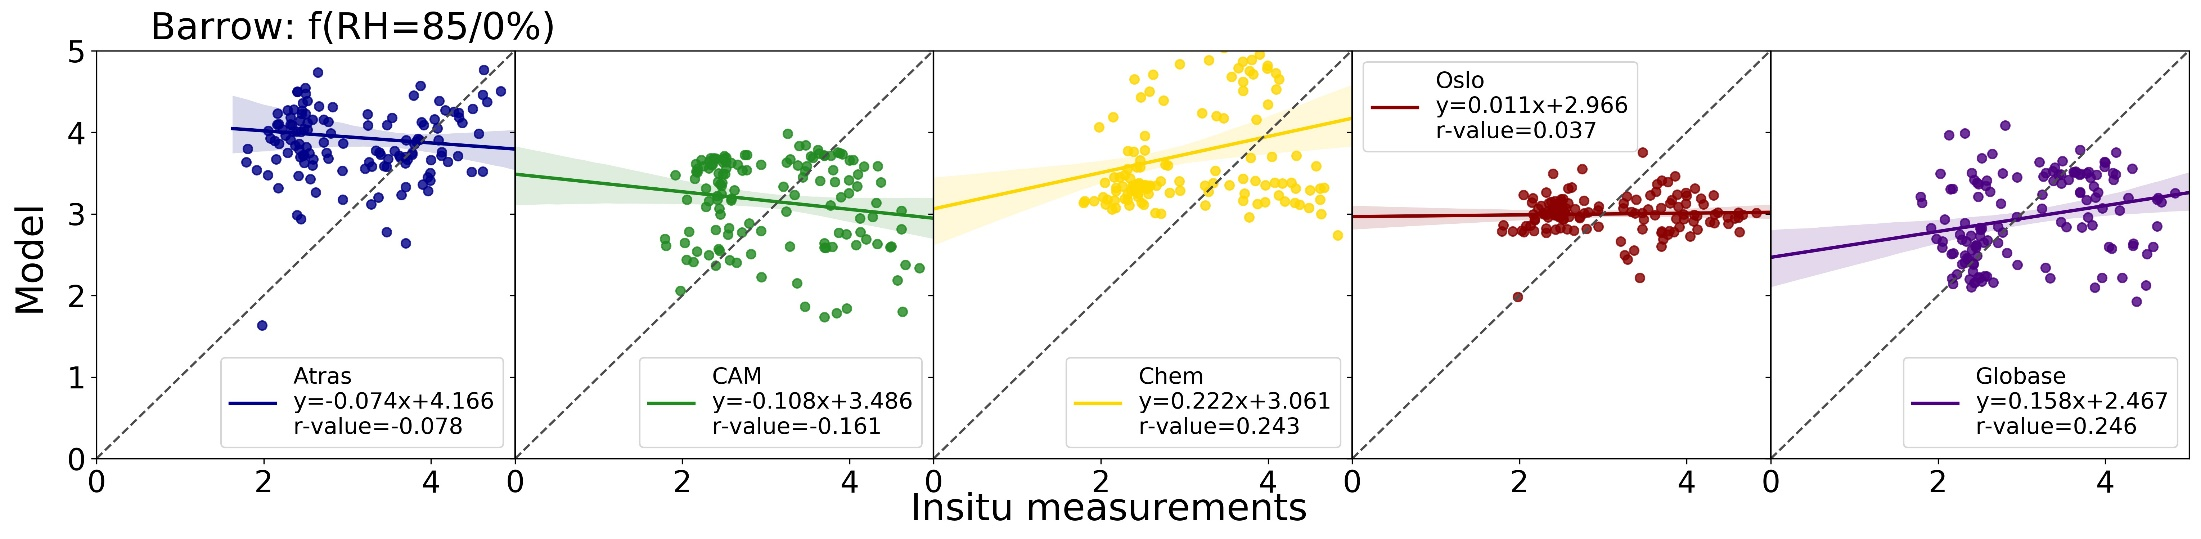 Barrow: f(RH=85/0%)
Model
5
4
3
2
1
0
Atras
y=-0.074x+4.166
r-value=-0.078
CAM
y=-0.108x+3.486
r-value=-0.161
Chem
y=0.222x+3.061
r-value=0.243
Oslo
y=0.011x+2.966
r-value=0.037
Globase
y=0.158x+2.467
r-value=0.246
0 2 4 0 2 4 0 2 4 0 2 4 0 2 4
Insitu measurements